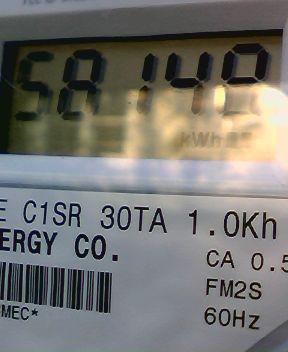 58148
kWh
E C1SR 30TA 1.0Kh
ERGY CO.
CA 0.5
FM2S
60Hz
MEC*